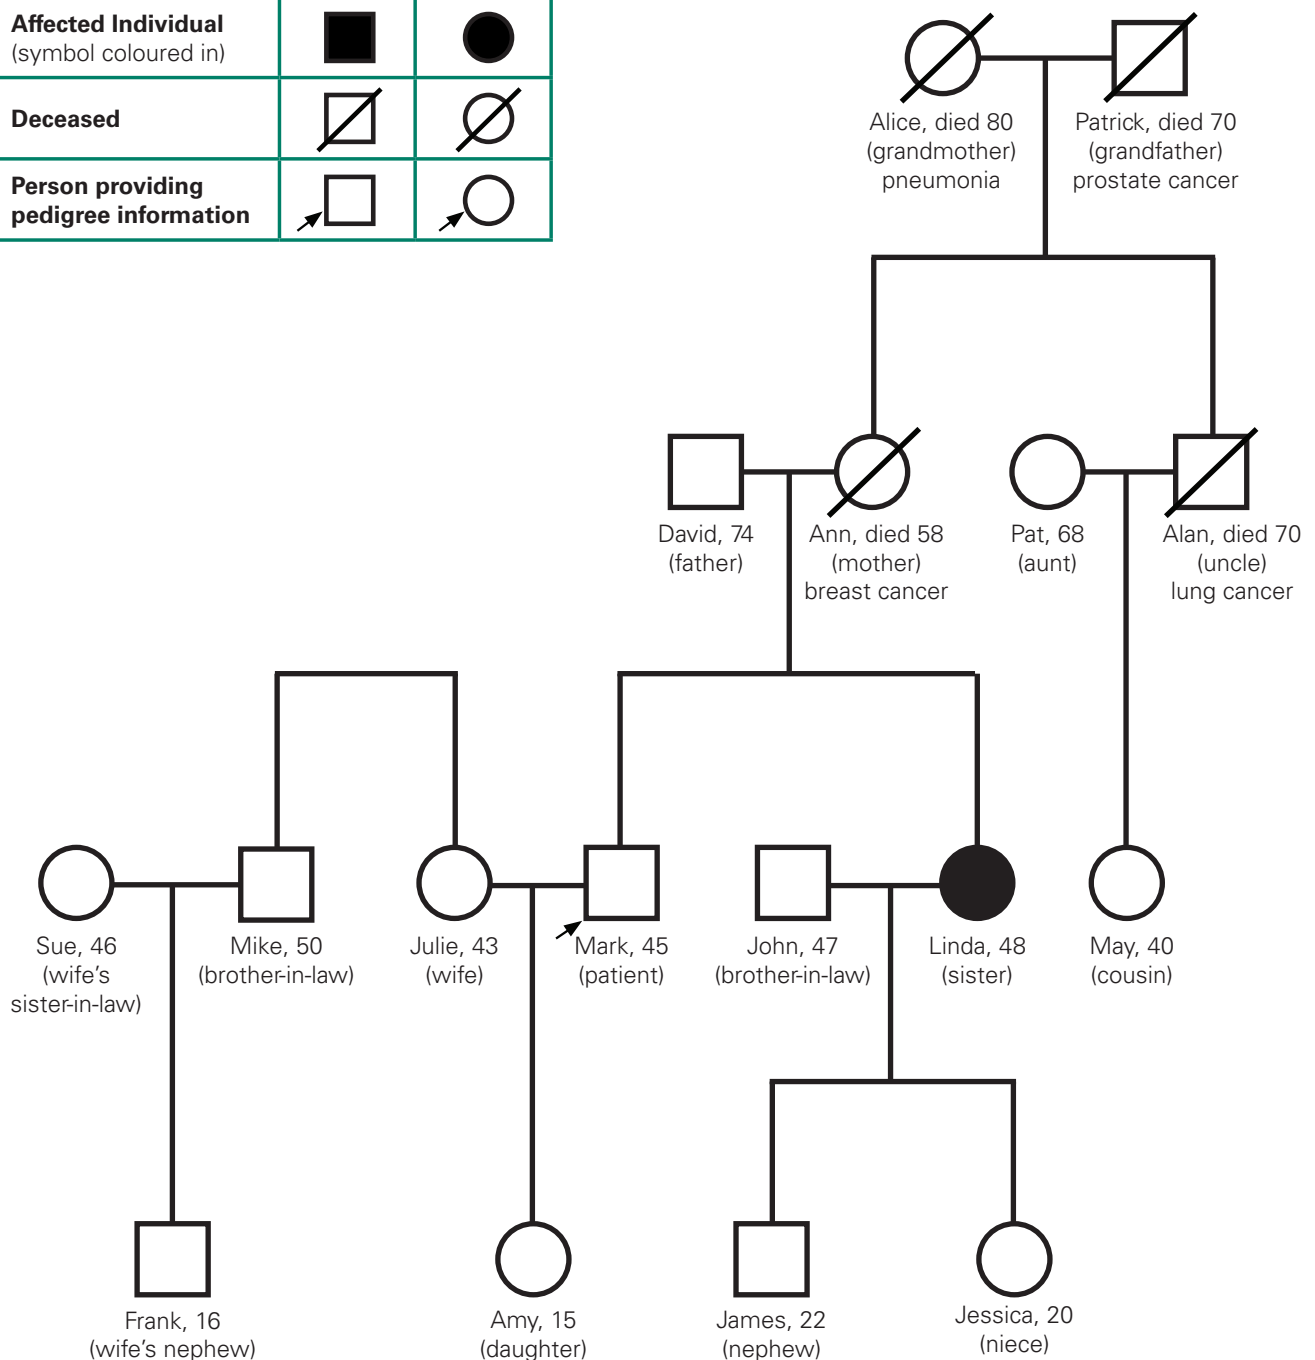 Affected Individual
(symbol coloured in)
Deceased
Person providing
pedigree information
Alice, died 80
(grandmother)
pneumonia
Patrick, died 70
(grandfather)
prostate cancer
David, 74
(father)
Ann, died 58
(mother)
breast cancer
Pat, 68
(aunt)
Alan, died 70
(uncle)
lung cancer
Sue, 46
(wife's
sister-in-law)
Mike, 50
(brother-in-law)
Julie, 43
(wife)
Mark, 45
(patient)
John, 47
(brother-in-law)
Linda, 48
(sister)
May, 40
(cousin)
Frank, 16
(wife's nephew)
Amy, 15
(daughter)
James, 22
(nephew)
Jessica, 20
(niece)